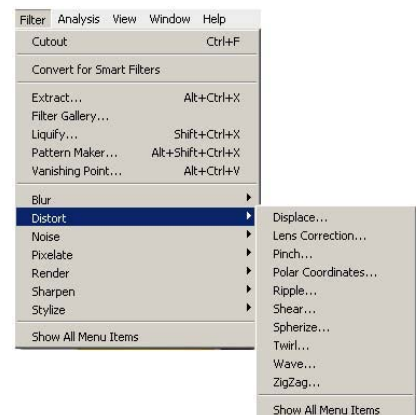 Filter Analysis View Window Help
Cutout Ctrl+F
Convert for Smart Filters
Extract... Alt+Ctrl+X
Filter Gallery...
Liquify... Shift+Ctrl+X
Pattern Maker... Alt+Shift+Ctrl+X
Vanishing Point... Alt+Ctrl+V
Blur
Distort
Noise
Pixelate
Render
Sharpen
Stylize
Show All Menu Items
Displace...
Lens Correction...
Pinch...
Polar Coordinates...
Ripple...
Shear...
Spherize...
Twirl...
Wave...
ZigZag...
Show All Menu Items